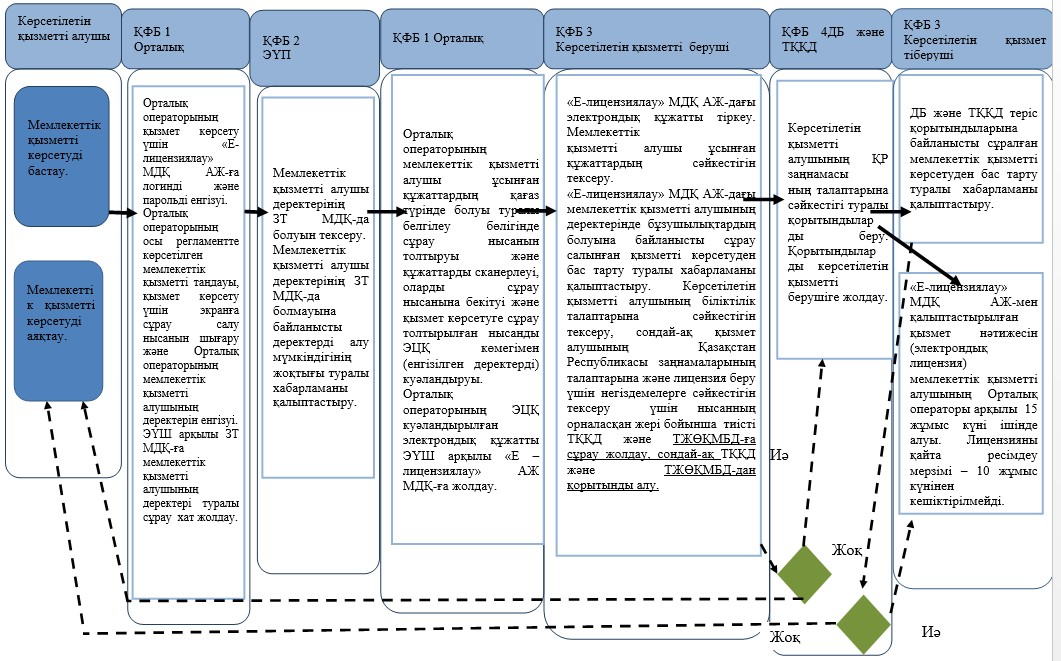 Көрсетілетін
қызметті алушы
ҚФБ 1
Орталық
ҚФБ 2
ЭҮП
ҚФБ 1 Орталық
ҚФБ 3
Көрсетілетін қызметті беруші
ҚФБ 4ДБ және
ТҚҚД
ҚФБ 3
Көрсетілетін қызмет
тіберуші
Мемлекеттік
қызметті
көрсетуді
бастау.
Мемлекетті
к қызметті
көрсетуді
аяқтау.
Орталық
операторының
қызмет көрсету
үшін «Е-
лицензиялау»
МДҚ АЖ-ға
логинді және
парольді енгізуі.
Орталық
операторының
осы регламентте
көрсетілген
мемлекеттік
қызметті таңдауы,
қызмет көрсету
үшін экранға
сұрау салу
нысанын шығару
және Орталық
операторының
мемлекеттік
қызметті
алушының
деректерін енгізуі.
ЭҮШ арқылы ЗТ
МДҚ-ға
мемлекеттік
қызметті
алушының
деректері туралы
сұрау хат жолдау.
Мемлекеттік
қызметті алушы
деректерінің
ЗТ МДҚ-да
болуын тексеру.
Мемлекеттік
қызметті алушы
деректерінің ЗТ
МДҚ-да
болмауына
байланысты
деректерді алу
мүмкіндігінің
жоқтығы туралы
хабарламаны
қалыптастыру.
Орталық
операторының
мемлекеттік қызметті
алушы ұсынған
құжаттардың қағаз
түрінде болуы туралы
белгілеу бөлігінде
сұрау нысанын
толтыруы және
құжаттарды сканерлеуі,
оларды сұрау
нысанына бекітуі және
қызмет көрсетуге сұрау
толтырылған нысанды
ЭЦҚ көмегімен
(енгізілген деректерді)
куәландыруы.
Орталық
операторының ЭЦҚ
куәландырылған
электрондық құжатты
ЭҮШ арқылы «Е –
лицензиялау» АЖ
МДҚ-ға жолдау.
«Е-лицензиялау» МДҚ АЖ-дағы
электрондық құжатты тіркеу.
Мемлекеттік
қызметті алушы ұсынған
құжаттардың сәйкестігін
тексеру.
«Е-лицензиялау» МДҚ АЖ-дағы
мемлекеттік қызметті алушының
деректерінде бұзушылықтардың
болуына байланысты сұрау
салынған қызметті көрсетуден
бас тарту туралы хабарламаны
қалыптастыру. Көрсетілетін
қызметті алушының біліктілік
талаптарына сәйкестігін
тексеру, сондай-ақ қызмет
алушының Қазақстан
Республикасы заңнамаларының
талаптарына және лицензия беру
үшін негіздемелерге сәйкестігін
тексеру үшін нысанның
орналасқан жері бойынша тиісті
ТҚҚД және ТЖӨҚМБД-ға
сұрау жолдау, сондай-ақ ТҚҚД
және ТЖӨҚМБД-дан
қорытынды алу.
Көрсетілетін
қызметті
алушының ҚР
заңнамасы
ның талаптарына
сәйкестігі туралы
қорытындылар
ды беру.
Қорытындылар
ды көрсетілетін
қызметті
берушіге жолдау.
ДБ және ТҚҚД теріс
қорытындыларына
байланысты сұралған
мемлекеттік қызметті
көрсетуден бас тарту
туралы хабарламаны
қалыптастыру.
«Е-лицензиялау»
МДҚ АЖ-мен
қалыптастырылған
қызмет нәтижесін
(электрондық
лицензия)
мемлекеттік қызметті
алушының Орталық
операторы арқылы 15
жұмыс күні ішінде
алуы. Лицензияны
қайта ресімдеу
мерзімі – 10 жұмыс
күнінен
кешіктірілмейді.
Иә
Жоқ
Жоқ
Иә